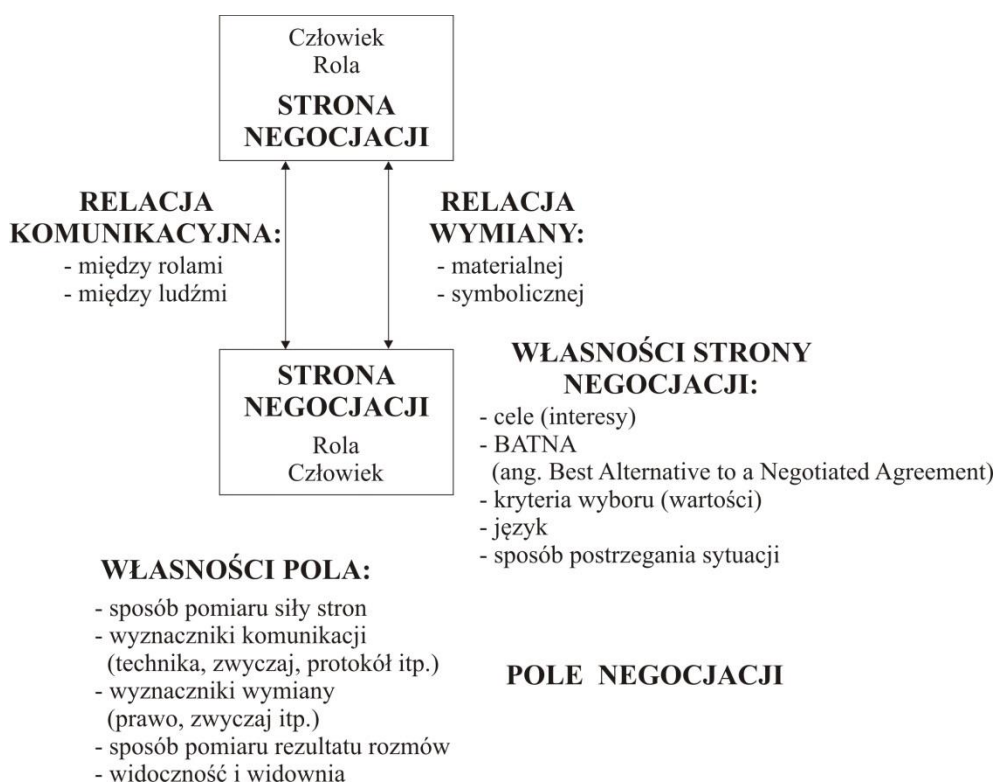 Człowiek
Rola
STRONA
NEGOCJACJI
RELACJA
KOMUNIKACYJNA:
- między rolami
- między ludźmi
RELACJA
WYMIANY:
- materialnej
- symbolicznej
STRONA
NEGOCJACJI
Rola
Człowiek
WŁASNOŚCI STRONY
NEGOCJACJI:
- cele (interesy)
- BATNA
(ang. Best Alternative to a Negotiated Agreement)
- kryteria wyboru (wartości)
- język
- sposób postrzegania sytuacji
WŁASNOŚCI POLA:
- sposób pomiaru siły stron
- wyznaczniki komunikacji
(technika, zwyczaj, protokół itp.)
- wyznaczniki wymiany
(prawo, zwyczaj itp.)
- sposób pomiaru rezultatu rozmów
- widoczność i widownia
POLE NEGOCJACJI